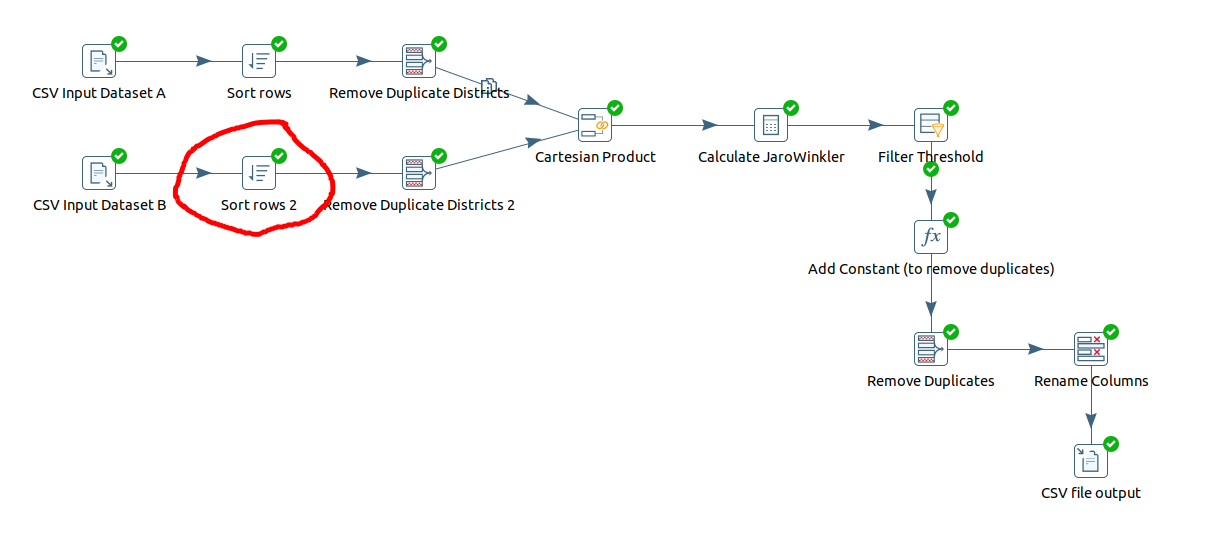 CSV Input Dataset A
Sort rows
Remove Duplicate Districts
Cartesian Product
Calculate JaroWinkler
Filter Threshold
CSV Input Dataset B
Sort rows 2
Remove Duplicate Districts 2
fx
Add Constant (to remove duplicates)
Remove Duplicates
Rename Columns
CSV file output